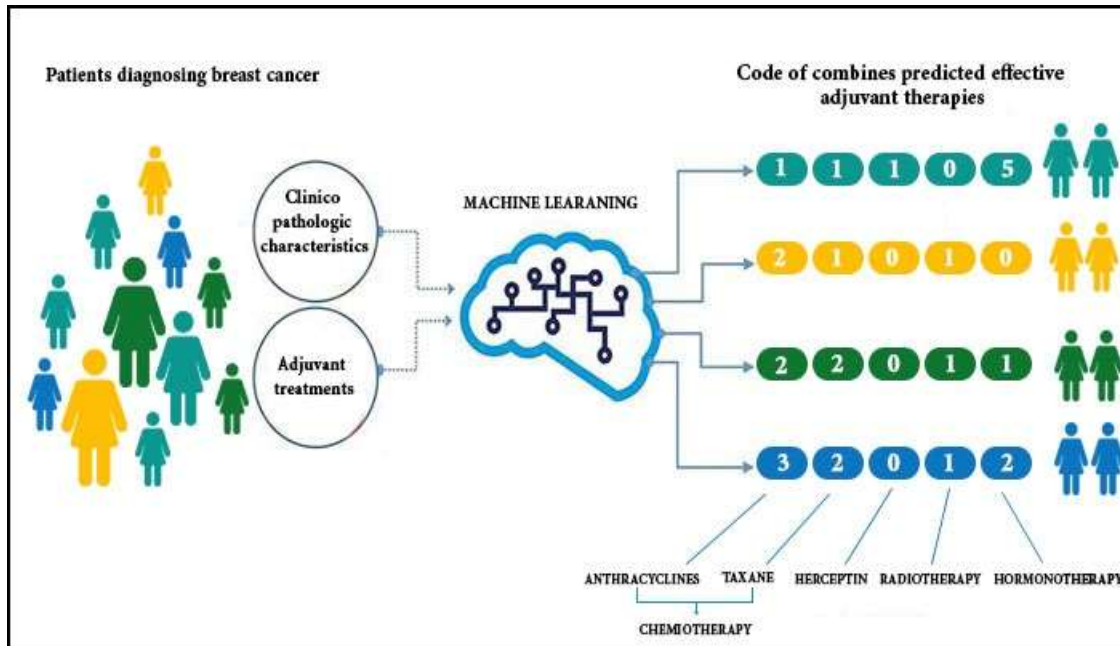 Patients diagnosing breast cancer
Code of combines predicted effective
adjuvant therapies
Clinico
pathologic
characteristics
Adjuvant
treatments
MACHINE LEARANING
1 1 1 0 5
2 1 0 1 0
2 2 0 1 1
3 2 0 1 2
ANTHRACYCLINES TAXANE HERCEPTIN RADIOTHERAPY HORMONOTHERAPY
CHEMIOTHERAPY